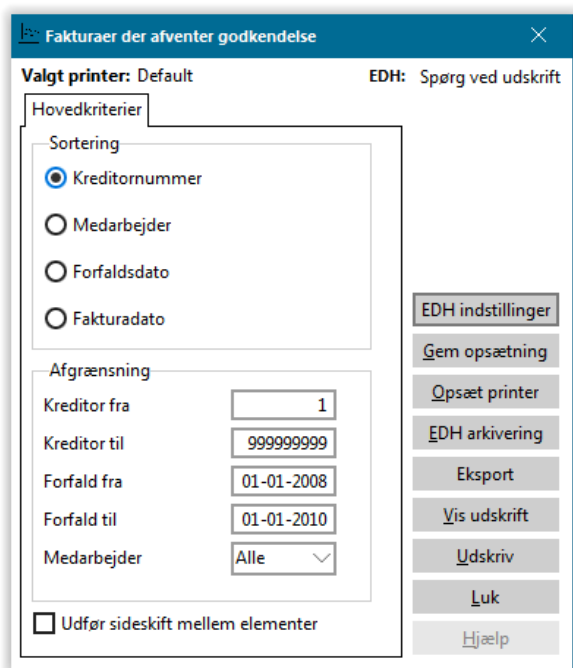 Fakturaer der afventer godkendelse
Valgt printer: Default EDH: Spørg ved udskrift
Hovedkriterier
Sortering
Kreditornummer
Medarbejder
Forfaldsdato
Fakturadato
Afgrænsning
Kreditor fra 1
Kreditor til 999999999
Forfald fra 01-01-2008
Forfald til 01-01-2010
Medarbejder Alle
Udfør sideskift mellem elementer
EDH indstillinger
Gem opsætning
Opsæt printer
EDH arkivering
Eksport
Vis udskrift
Udskriv
Luk
Hjælp